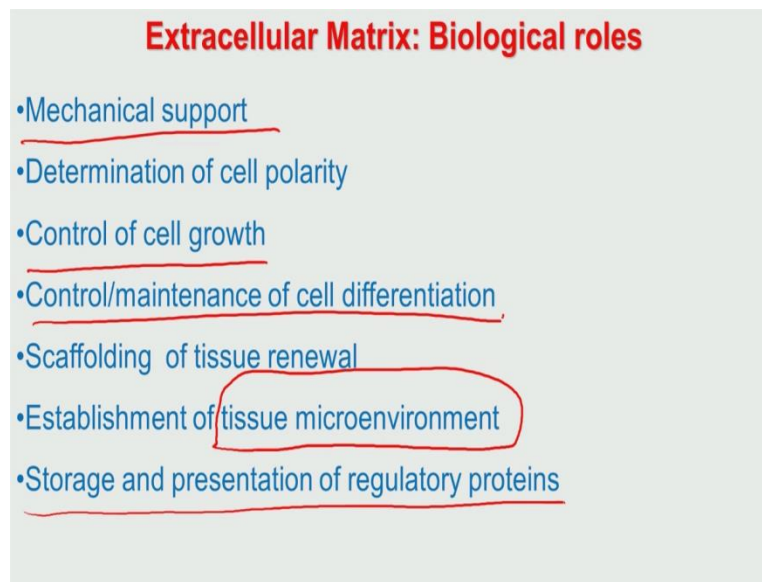 Extracellular Matrix: Biological roles
•Mechanical support
•Determination of cell polarity
•Control of cell growth
•Control/maintenance of cell differentiation
•Scaffolding of tissue renewal
•Establishment of tissue microenvironment
•Storage and presentation of regulatory proteins